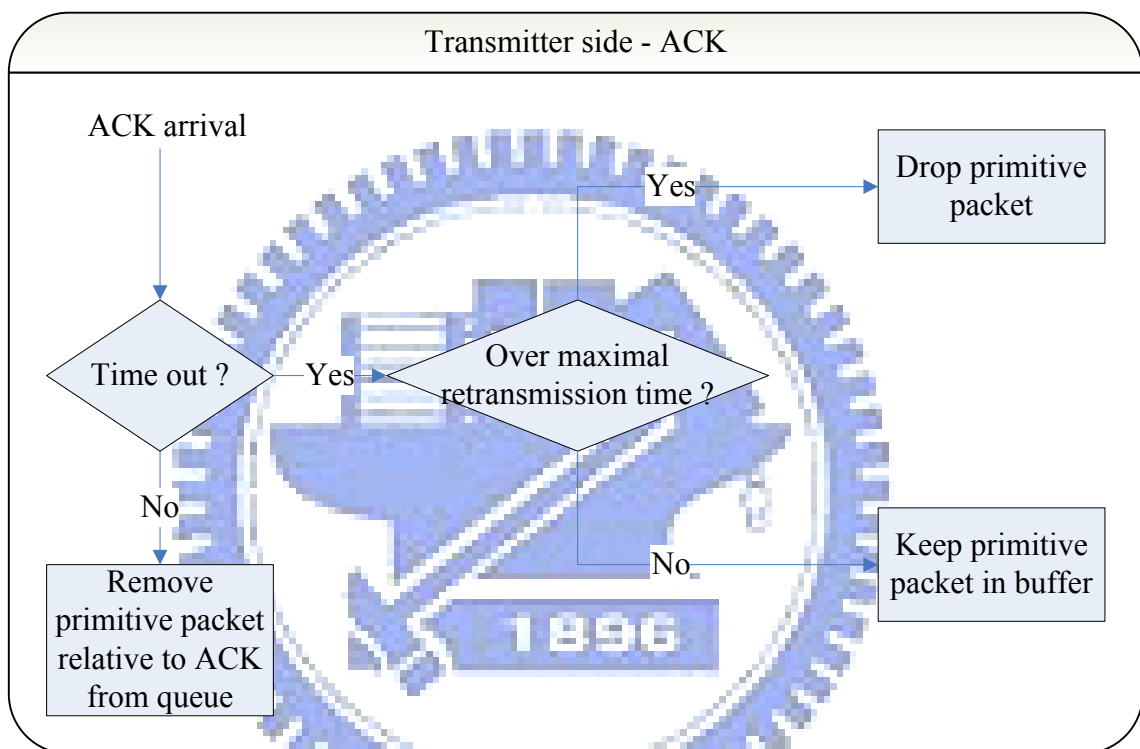 Transmitter side - ACK
ACK arrival
Yes
Drop primitive
packet
Time out ?
Yes
Over maximal
retransmission time ?
No
No
Keep primitive
packet in buffer
Remove
primitive packet
relative to ACK
from queue
1896